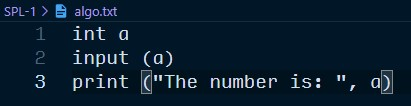 SPL-1 > algo.txt
1 int a
2 input (a)
3 print ("The number is: ", a)